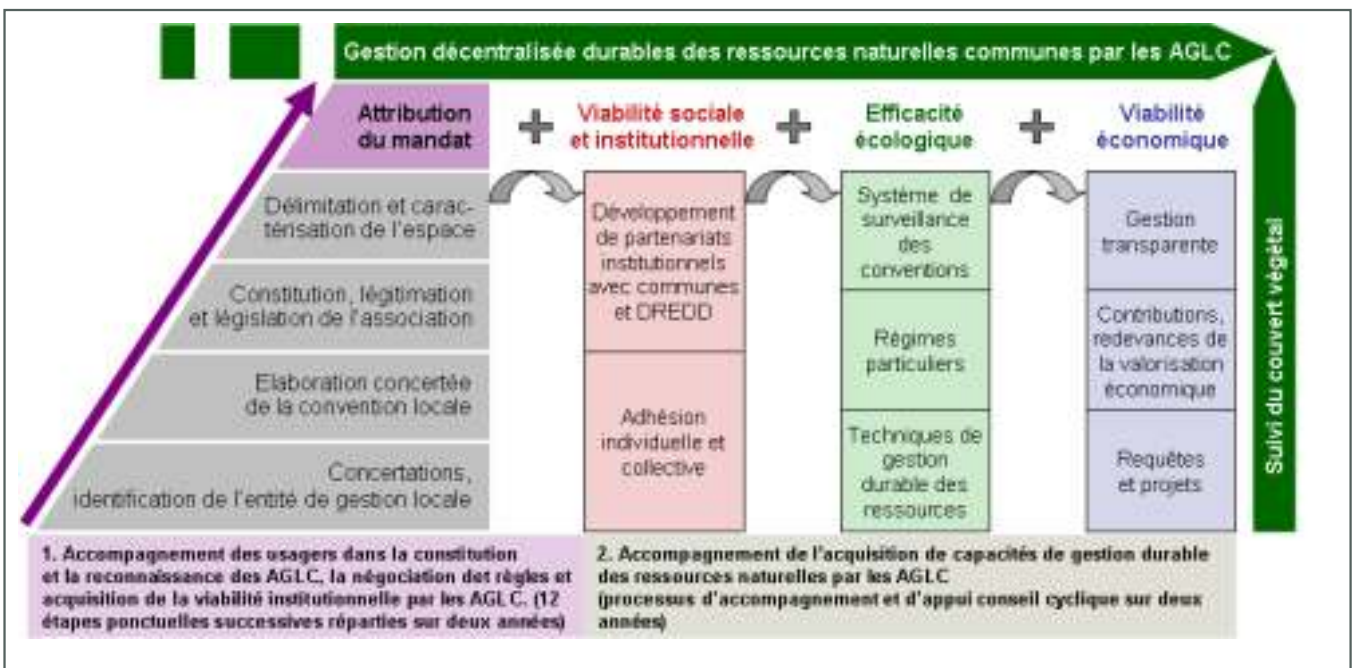 Gestion décentralisée durables des ressources naturelles communes par les AGLC
Attribution
du mandat
Viabilité sociale
et institutionnelle
Efficacité
écologique
Viabilité
économique
Délimitation et carac-
térisation de l'espace
Constitution, légitimation
et législation de l'association
Elaboration concertée
de la convention locale
Concertations,
identification de l'entité de gestion locale
Développement
de partenariats
institutionnels
avec communes
et DREDD
Adhésion
individuelle et
collective
Système de
surveillance
des
conventions
Régimes
particuliers
Techniques de
gestion
durable des
ressources
Gestion
transparente
Contributions,
redevances de
la valorisation
économique
Requêtes
et projets
Suivi du couvert végétal
1. Accompagnement des usagers dans la constitution
et la reconnaissance des AGLC, la négociation det règles et
acquisition de la viabilité institutionnelle par les AGLC. (12
étapes ponctuelles successives réparties sur deux années)
2. Accompagnement de l'acquisition de capacités de gestion durable
des ressources naturelles par les AGLC
(processus d'accompagnement et d'appui conseil cyclique sur deux
années)